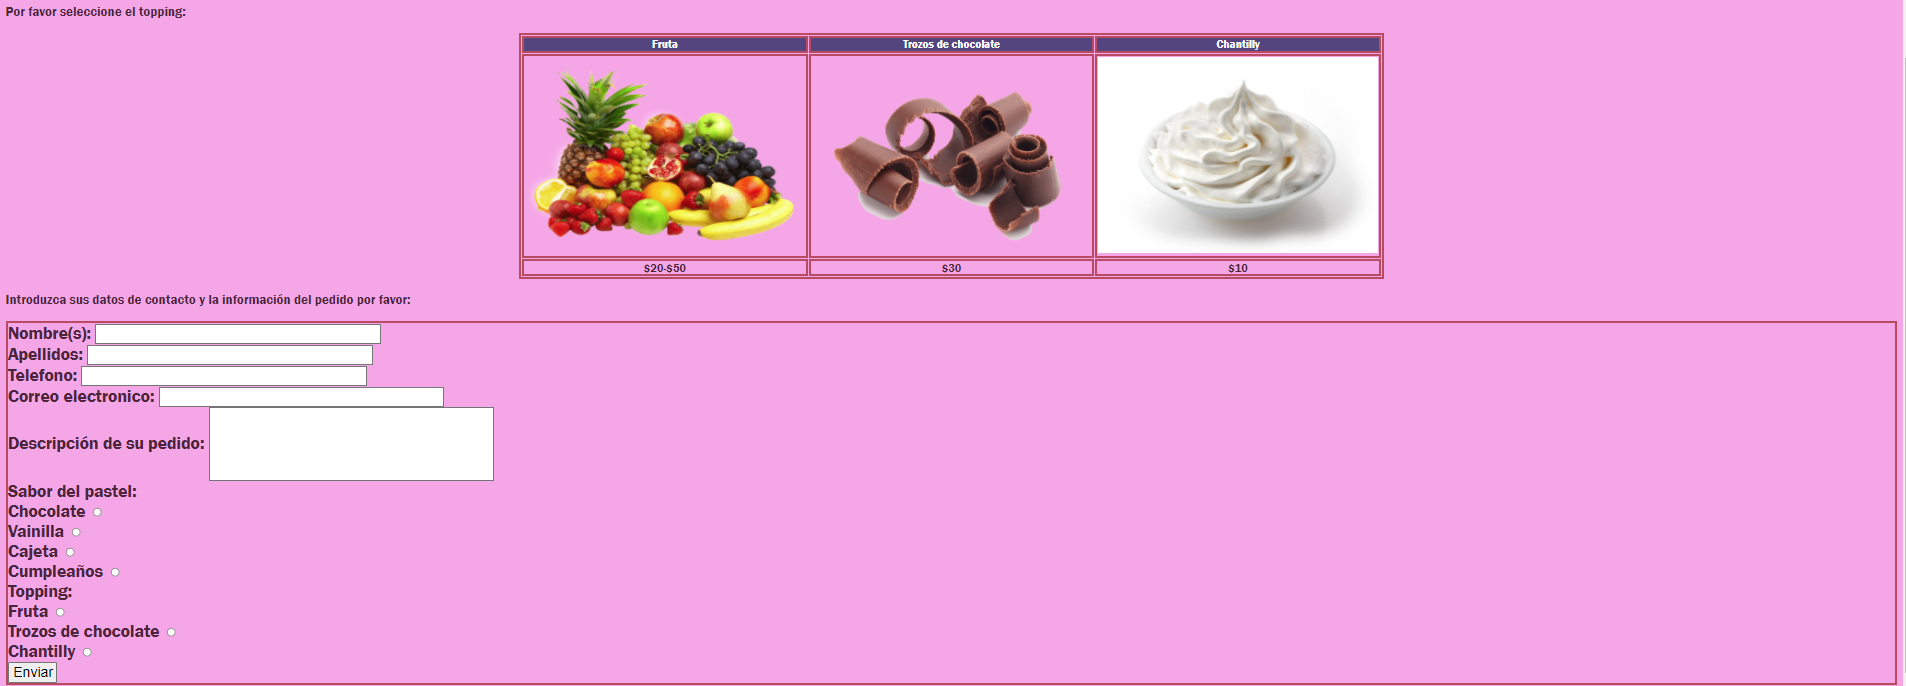 Por favor seleccione el topping:
Fruta
Trozos de chocolate
Chantilly
$20-$50
$30
$10
Introduzca sus datos de contacto y la información del pedido por favor:
Nombre(s):
Apellidos:
Telefono:
Correo electronico:
Descripción de su pedido:
Sabor del pastel:
Chocolate
Vainilla
Cajeta
Cumpleaños
Topping:
Fruta
Trozos de chocolate
Chantilly
Enviar